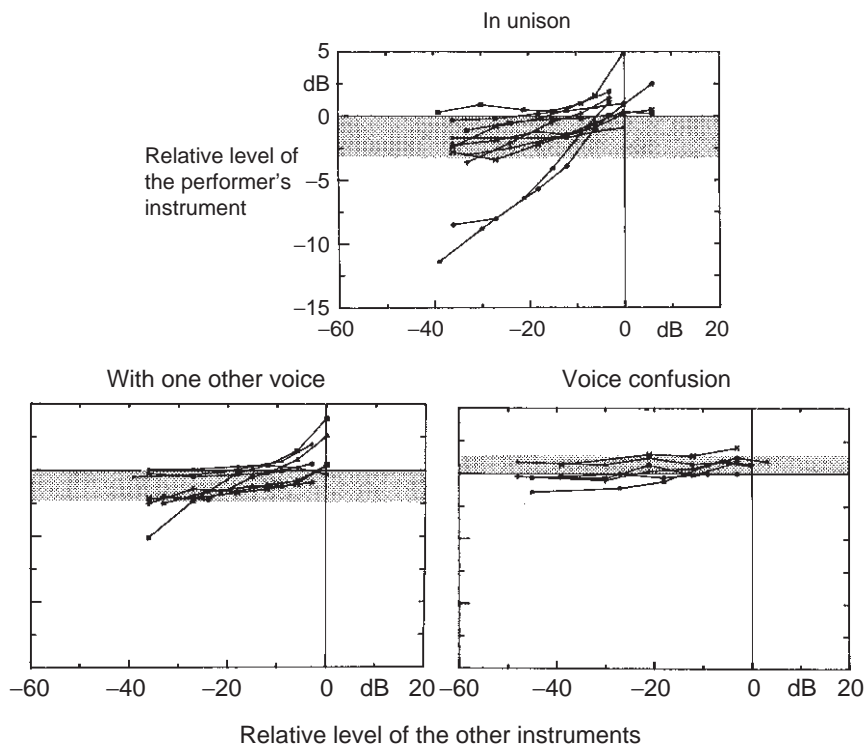 In unison
5
dB
0
−5
−10
−15
Relative level of
the performer's
instrument
−60 −40 −20 0 dB 20
With one other voice
Voice confusion
−60 −40 −20 0 dB 20
−60 −40 −20 0 dB 20
Relative level of the other instruments